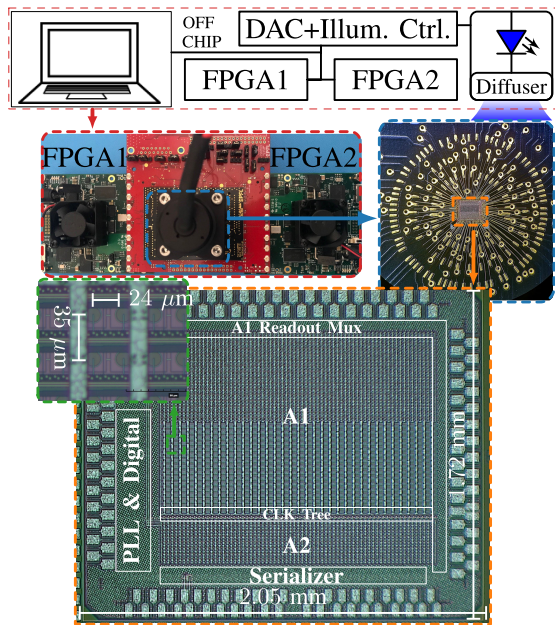 OFF
CHIP
DAC+Illum. Ctrl.
FPGA1
FPGA2
Diffuser
FPGA1
FPGA2
24 μm
35 μm
A1 Readout Mux
A1
1.72 mm
PLL & Digital
CLK Tree
A2
Serializer
2.05 mm